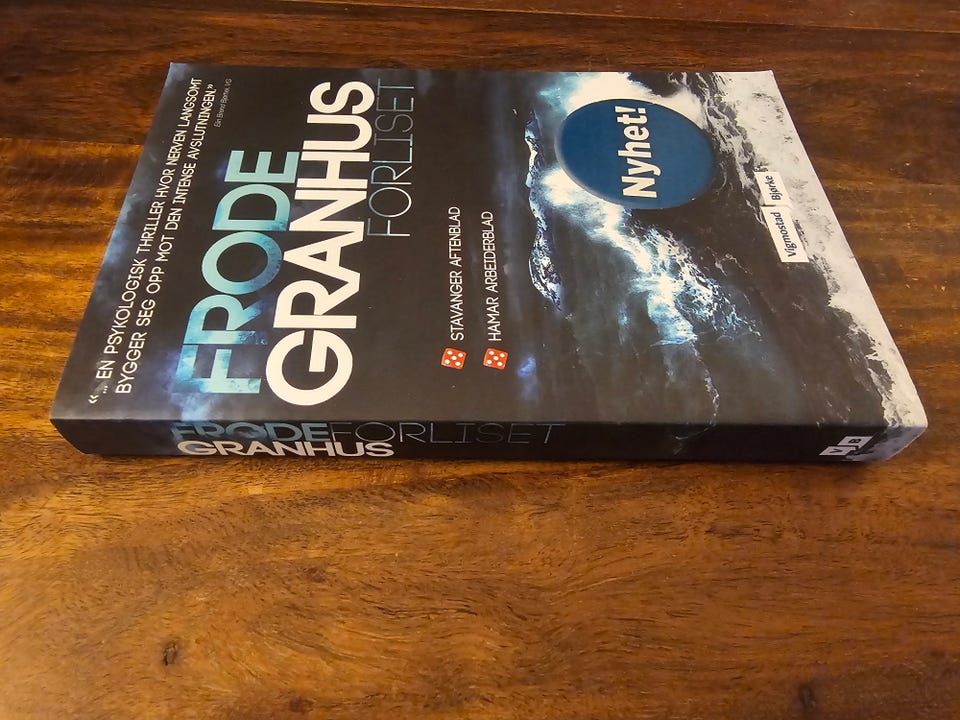 «... EN PSYKOLOGISK THRILLER HVOR NERVEN LANGSOMT
BYGGER SEG OPP MOT DEN INTENSE AVSLUTNINGEN.»
FRODE
GRANHUS
FORLISET
STAVANGER AFTENBLAD
HAMAR ARBEIDERBLAD
Nyhet!
Vigmostad Bjørke
FRODE FORLISET
GRANHUS
V B